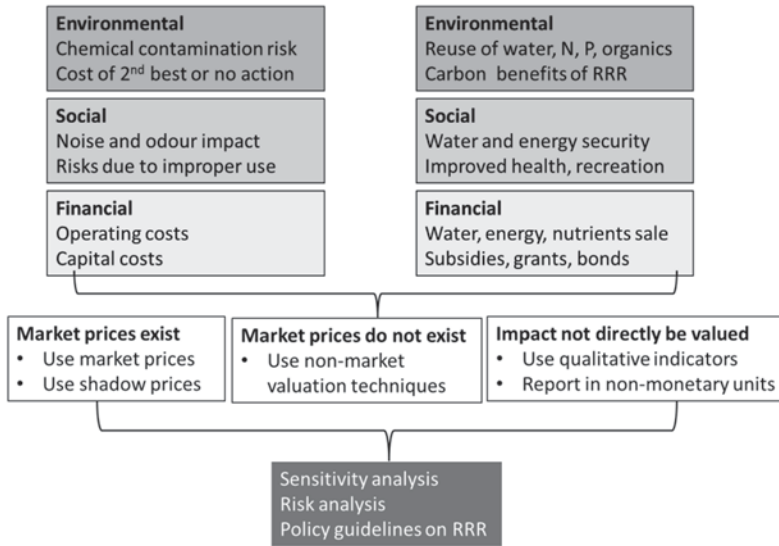 Environmental
Chemical contamination risk
Cost of 2nd best or no action
Environmental
Reuse of water, N, P, organics
Carbon benefits of RRR
Social
Noise and odour impact
Risks due to improper use
Social
Water and energy security
Improved health, recreation
Financial
Operating costs
Capital costs
Financial
Water, energy, nutrients sale
Subsidies, grants, bonds
Market prices exist
• Use market prices
• Use shadow prices
Market prices do not exist
• Use non-market
valuation techniques
Impact not directly be valued
• Use qualitative indicators
• Report in non-monetary units
Sensitivity analysis
Risk analysis
Policy guidelines on RRR